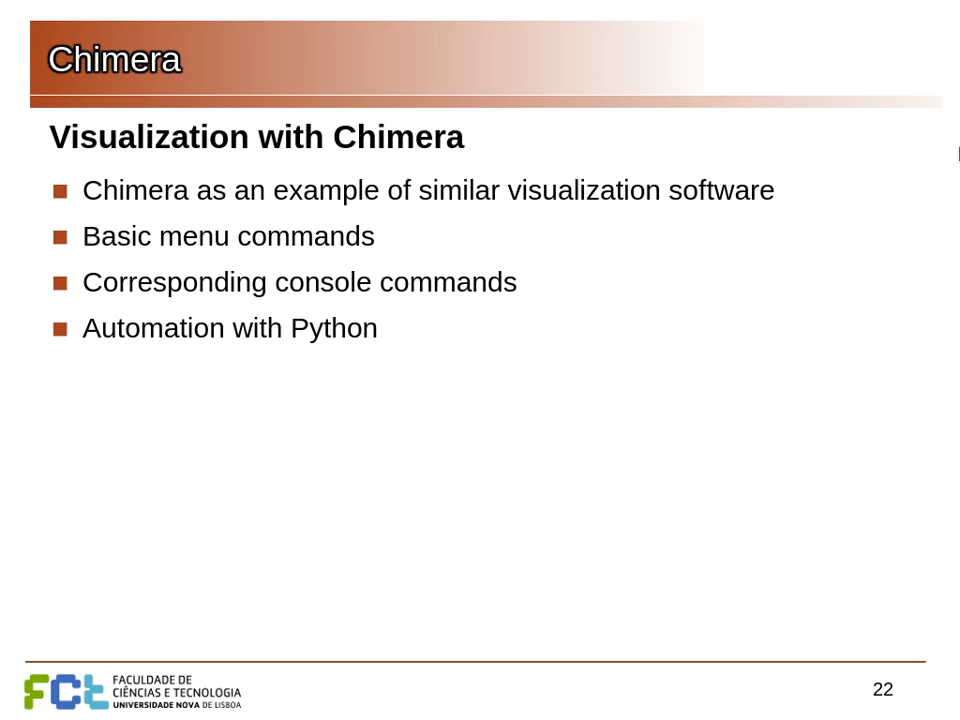 Chimera
Visualization with Chimera
Chimera as an example of similar visualization software
Basic menu commands
Corresponding console commands
Automation with Python
FCt
FACULDADE DE
CIÊNCIAS E TECNOLOGIA
UNIVERSIDADE NOVA DE LISBOA
22